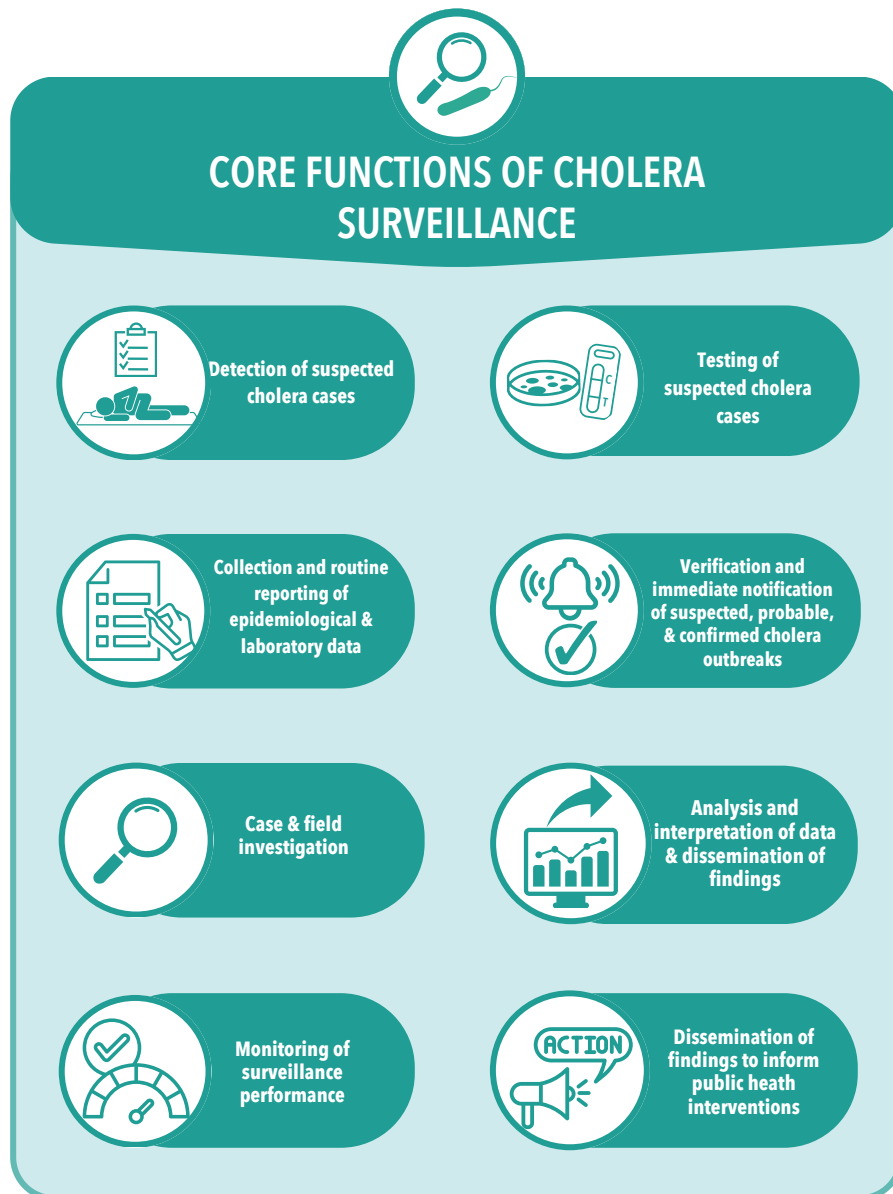 CORE FUNCTIONS OF CHOLERA
SURVEILLANCE
Detection of suspected
cholera cases
C
T
Testing of
suspected cholera
cases
Collection and routine
reporting of
epidemiological &
laboratory data
Verification and
immediate notification
of suspected, probable,
& confirmed cholera
outbreaks
Case & field
investigation
Analysis and
interpretation of data
& dissemination of
findings
Monitoring of
surveillance
performance
ACTION
Dissemination of
findings to inform
public heath
interventions